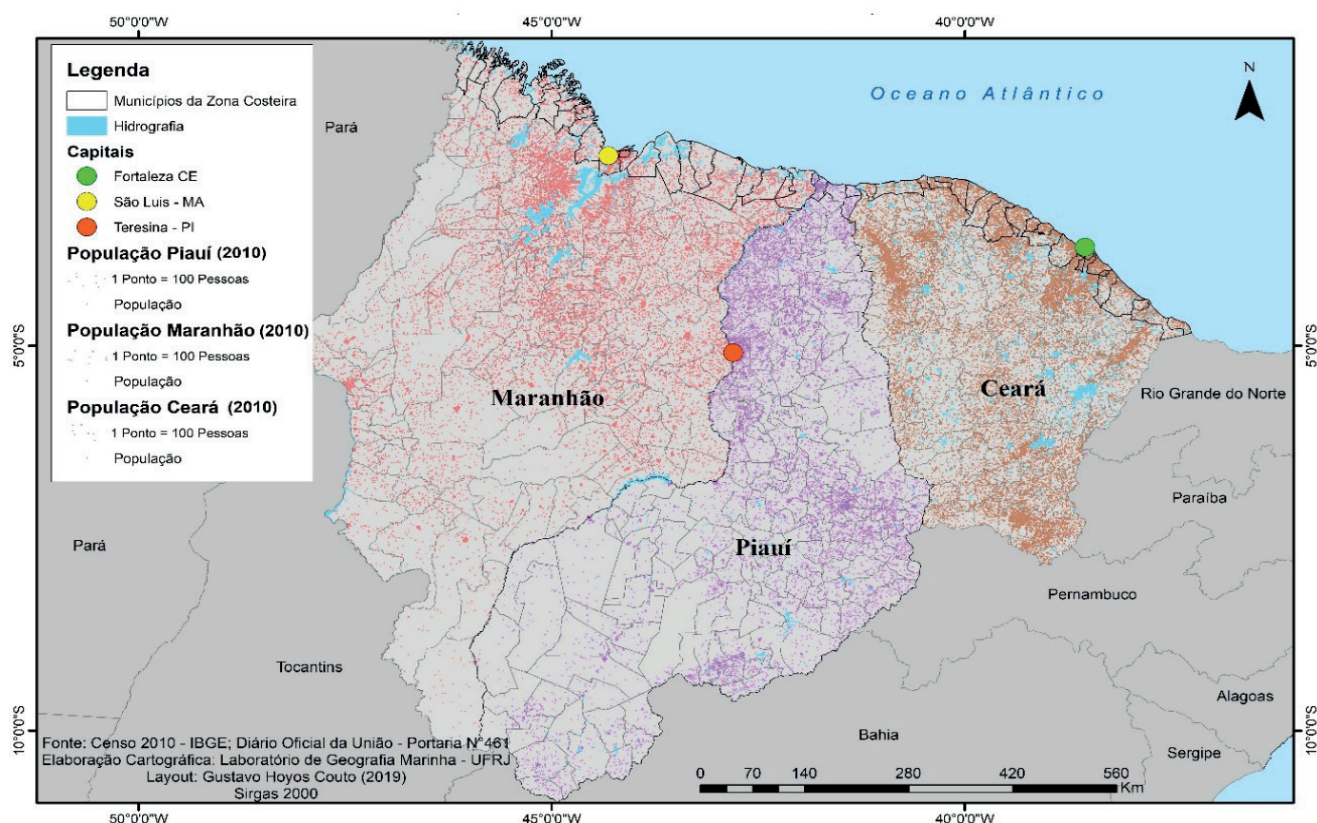 50°0'0"W
45°0'0"W
40°0'0"W
Legenda
Municípios da Zona Costeira
Hidrografia
Capitais
Fortaleza CE
São Luis - MA
Teresina - PI
População Piauí (2010)
1 Ponto = 100 Pessoas
População
População Maranhão (2010)
1 Ponto = 100 Pessoas
População
População Ceará (2010)
1 Ponto = 100 Pessoas
População
Oceano Atlântico
N
Pará
5°0'0"S
5°0'0"S
Maranhão
Ceará
Rio Grande do Norte
Paraíba
Pará
Piauí
Pernambuco
Tocantins
Alagoas
10°0'0"S
10°0'0"S
Bahia
Sergipe
Fonte: Censo 2010 - IBGE; Diário Oficial da União - Portaria N°461
Elaboração Cartográfica: Laboratório de Geografia Marinha - UFRJ
Layout: Gustavo Hoyos Couto (2019)
Sirgas 2000
0 70 140 280 420 560
Km
50°0'0"W
45°0'0"W
40°0'0"W